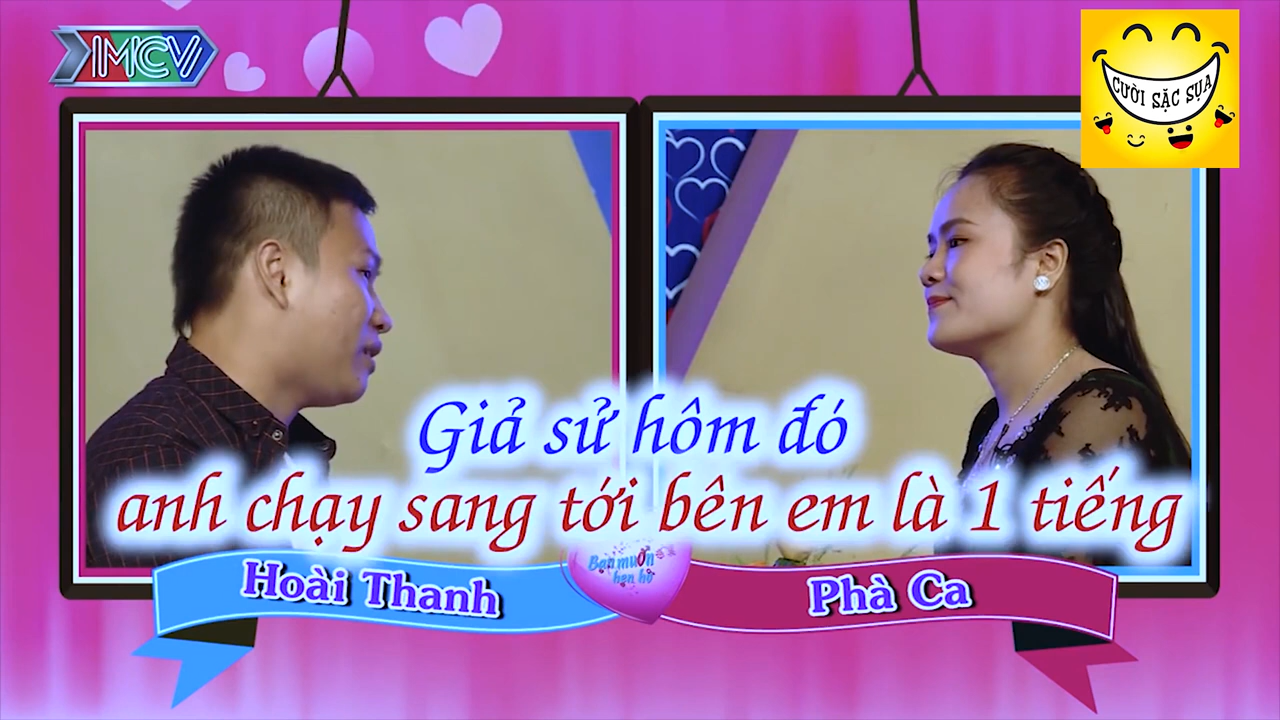 MCV
CƯỜI SẶC SỤA
Giả sử hôm đó
anh chạy sang tới bên em là 1 tiếng
Bạn muốn
hẹn hò
Hoài Thanh
Phà Ca